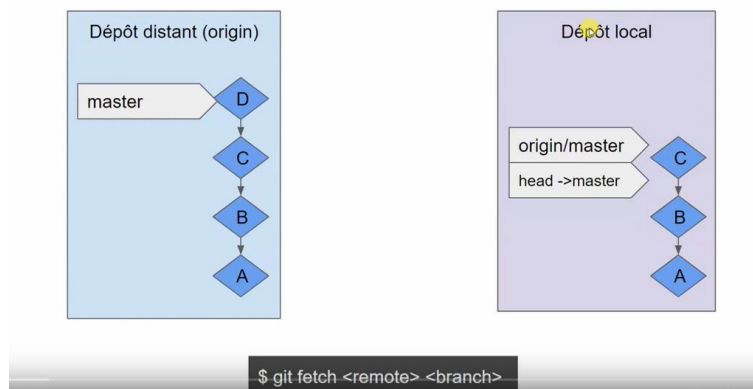 Dépôt distant (origin)
master
D
C
B
A
Dépôt local
origin/master
head ->master
C
B
A
$ git fetch <remote> <branch>